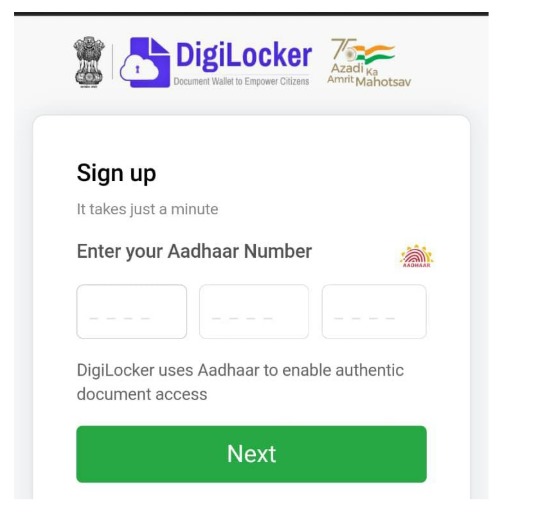 DigiLocker
Document Wallet to Empower Citizens
75
Azadi Ka
Amrit Mahotsav
Sign up
It takes just a minute
Enter your Aadhaar Number
AADHAAR
DigiLocker uses Aadhaar to enable authentic
document access
Next